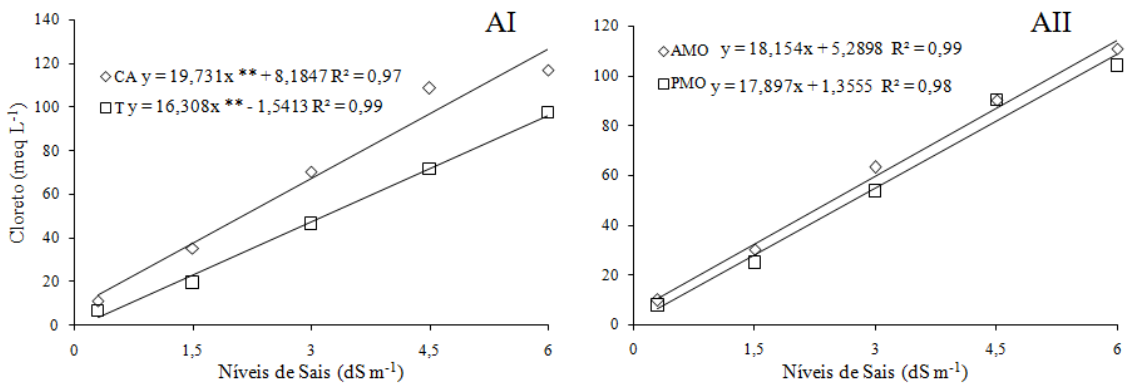 AI
CA y = 19,731x ** + 8,1847 R² = 0,97
T y = 16,308x ** - 1,5413 R² = 0,99
Cloreto (meq L⁻¹)
140
120
100
80
60
40
20
0
0 1,5 3 4,5 6
Níveis de Sais (dS m⁻¹)
AII
AMO y = 18,154x + 5,2898 R² = 0,99
PMO y = 17,897x + 1,3555 R² = 0,98
120
100
80
60
40
20
0
0 1,5 3 4,5 6
Níveis de Sais (dS m⁻¹)